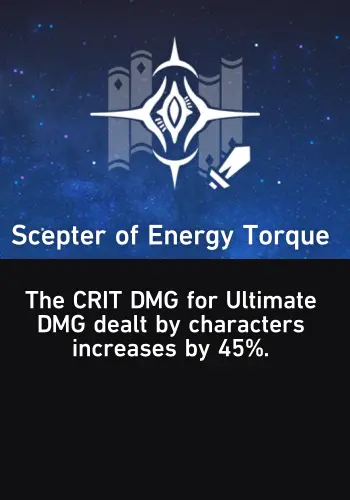 Scepter of Energy Torque
The CRIT DMG for Ultimate
DMG dealt by characters
increases by 45%.